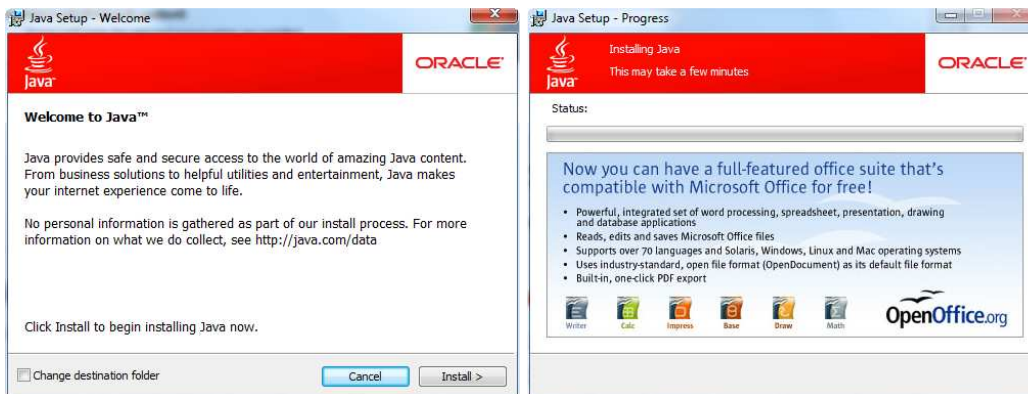 Java Setup - Welcome
Java
ORACLE
Welcome to Java™
Java provides safe and secure access to the world of amazing Java content.
From business solutions to helpful utilities and entertainment, Java makes
your internet experience come to life.
No personal information is gathered as part of our install process. For more
information on what we do collect, see http://java.com/data
Click Install to begin installing Java now.
Change destination folder
Cancel
Install >
Java Setup - Progress
Java
Installing Java
This may take a few minutes
ORACLE
Status:
Now you can have a full-featured office suite that's
compatible with Microsoft Office for free!
• Powerful, integrated set of word processing, spreadsheet, presentation, drawing
and database applications
• Reads, edits and saves Microsoft Office files
• Supports over 70 languages and Solaris, Windows, Linux and Mac operating systems
• Uses industry-standard, open file format (OpenDocument) as its default file format
• Built-in, one-click PDF export
Writer Calc Impress Base Draw Math
OpenOffice.org